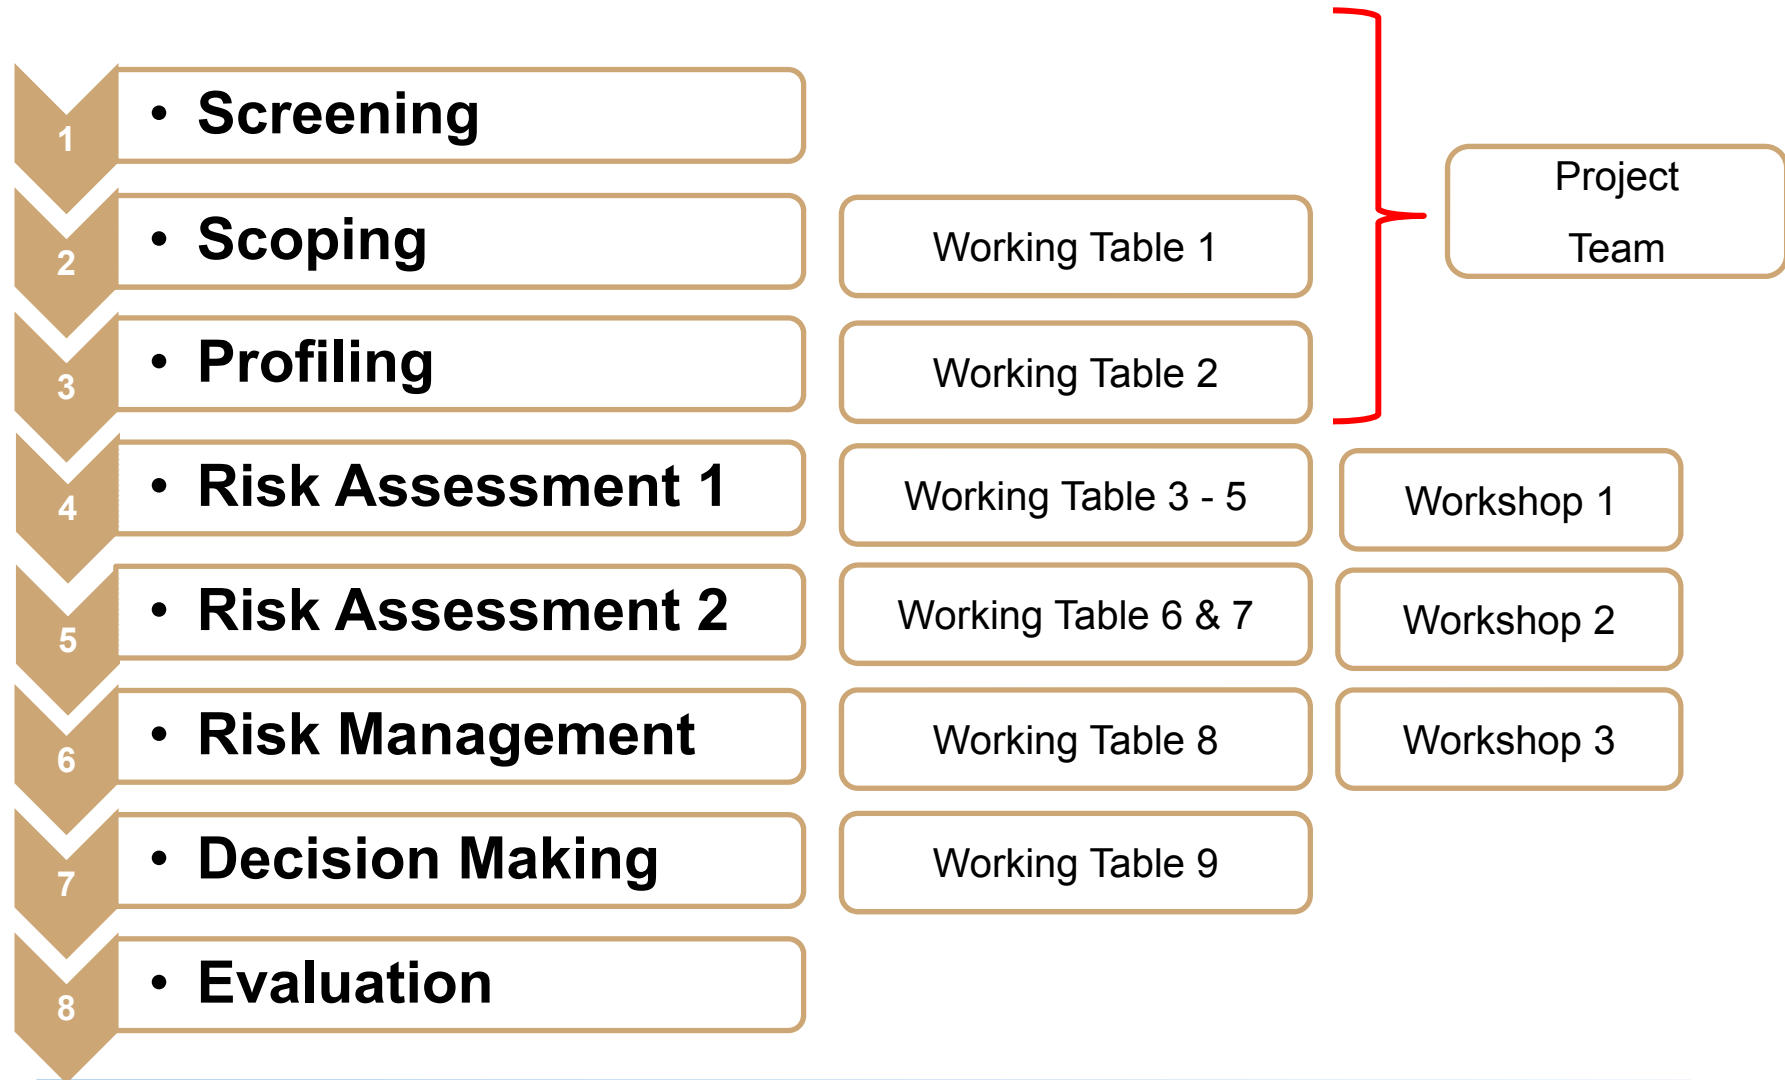 1
• Screening
2
• Scoping
Working Table 1
Project
Team
3
• Profiling
Working Table 2
4
• Risk Assessment 1
Working Table 3 - 5
Workshop 1
5
• Risk Assessment 2
Working Table 6 & 7
Workshop 2
6
• Risk Management
Working Table 8
Workshop 3
7
• Decision Making
Working Table 9
8
• Evaluation